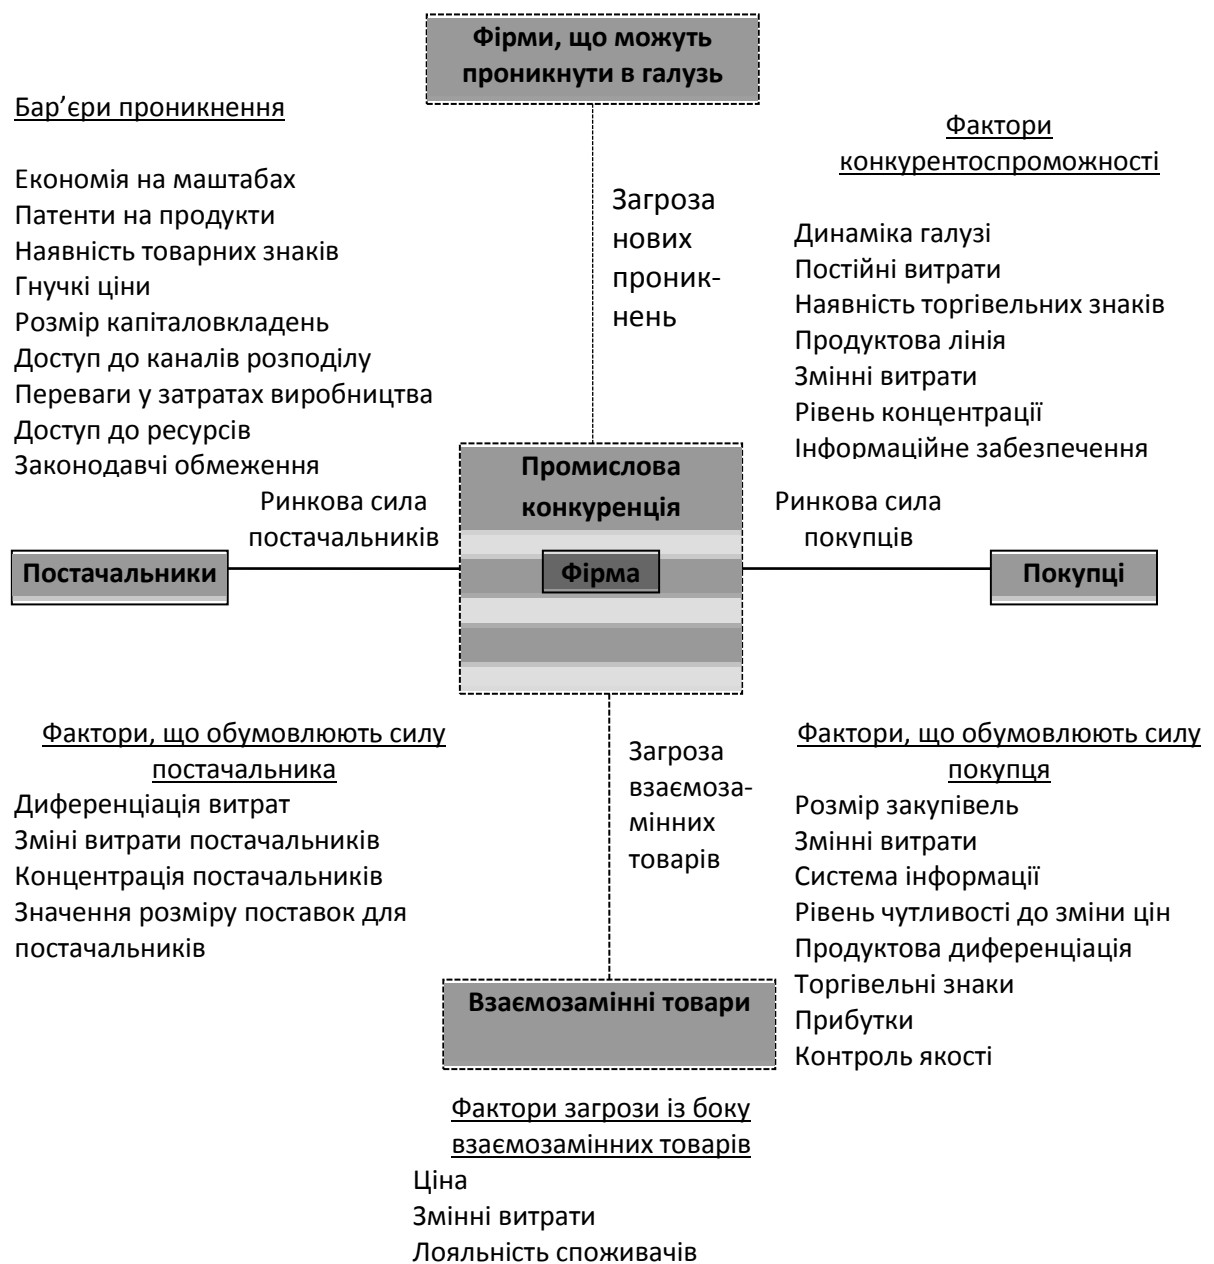 Фірми, що можуть
проникнути в галузь
Бар’єри проникнення
Економія на маштабах
Патенти на продукти
Наявність товарних знаків
Гнучкі ціни
Розмір капіталовкладень
Доступ до каналів розподілу
Переваги у затратах виробництва
Доступ до ресурсів
Законодавчі обмеження
Загроза
нових
проник-
нень
Фактори
конкурентоспроможності
Динаміка галузі
Постійні витрати
Наявність торгівельних знаків
Продуктова лінія
Змінні витрати
Рівень концентрації
Інформаційне забезпечення
Ринкова сила
постачальників
Промислова
конкуренція
Ринкова сила
покупців
Постачальники
Фірма
Покупці
Фактори, що обумовлюють силу
постачальника
Диференціація витрат
Зміні витрати постачальників
Концентрація постачальників
Значення розміру поставок для
постачальників
Загроза
взаємоза-
мінних
товарів
Фактори, що обумовлюють силу
покупця
Розмір закупівель
Змінні витрати
Система інформації
Рівень чутливості до зміни цін
Продуктова диференціація
Торгівельні знаки
Прибутки
Контроль якості
Взаємозамінні товари
Фактори загрози із боку
взаємозамінних товарів
Ціна
Змінні витрати
Лояльність споживачів